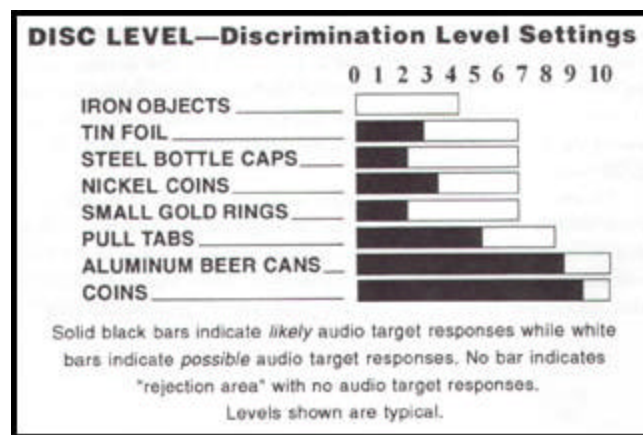 DISC LEVEL—Discrimination Level Settings
0 1 2 3 4 5 6 7 8 9 10
IRON OBJECTS
TIN FOIL
STEEL BOTTLE CAPS
NICKEL COINS
SMALL GOLD RINGS
PULL TABS
ALUMINUM BEER CANS
COINS
Solid black bars indicate likely audio target responses while white
bars indicate possible audio target responses. No bar indicates
"rejection area" with no audio target responses.
Levels shown are typical.